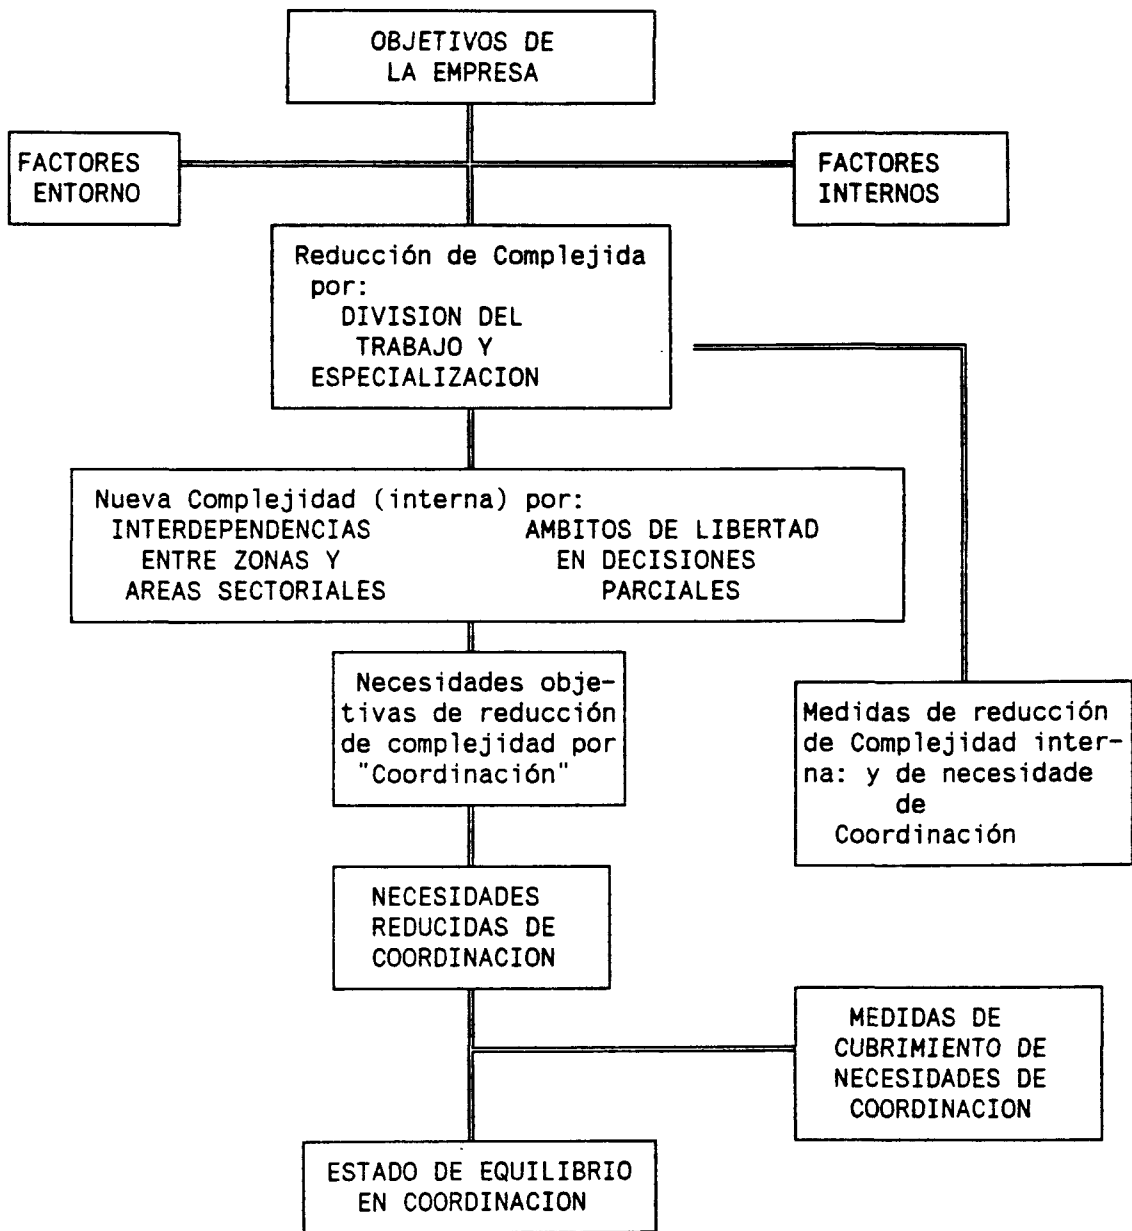 OBJETIVOS DE
LA EMPRESA
FACTORES
ENTORNO
FACTORES
INTERNOS
Reducción de Complejida
por:
DIVISION DEL
TRABAJO Y
ESPECIALIZACION
Nueva Complejidad (interna) por:
INTERDEPENDENCIAS
ENTRE ZONAS Y
AREAS SECTORIALES
AMBITOS DE LIBERTAD
EN DECISIONES
PARCIALES
Necesidades obje-
tivas de reducción
de complejidad por
"Coordinación"
Medidas de reducción
de Complejidad inter-
na: y de necesidade
de
Coordinación
NECESIDADES
REDUCIDAS DE
COORDINACION
MEDIDAS DE
CUBRIMIENTO DE
NECESIDADES DE
COORDINACION
ESTADO DE EQUILIBRIO
EN COORDINACION